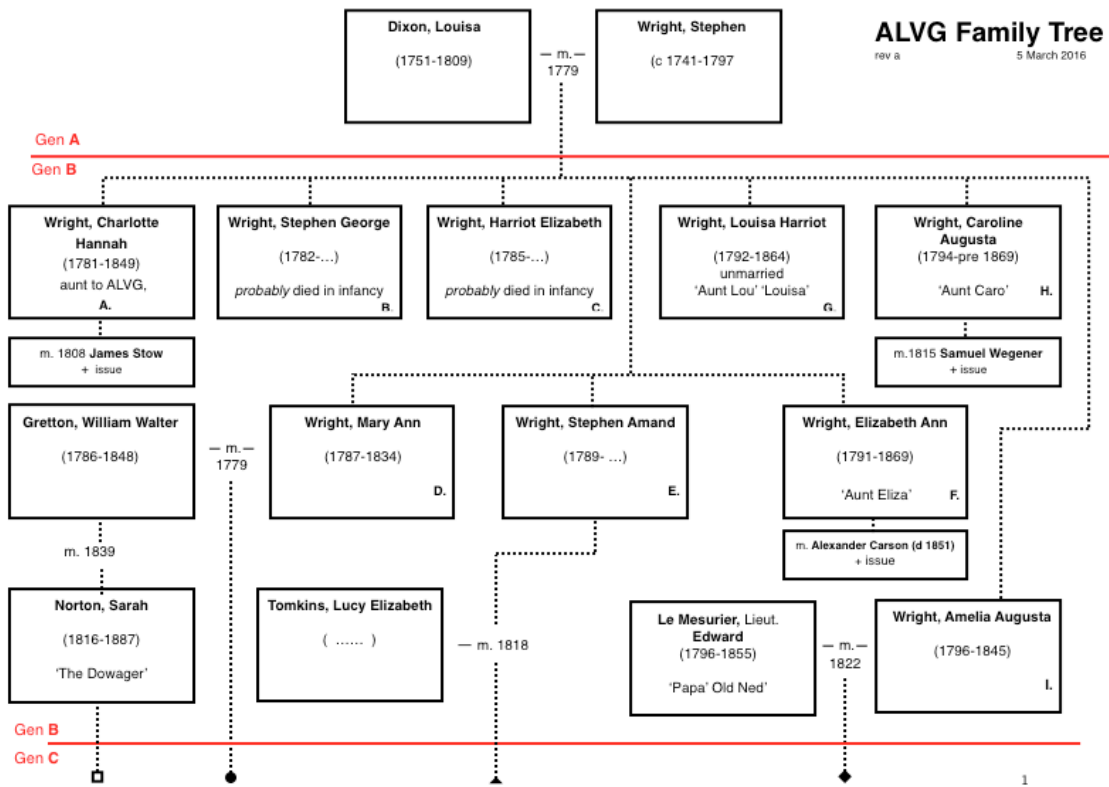 Dixon, Louisa
(1751-1809)
— m.—
1779
Wright, Stephen
(c 1741-1797
ALVG Family Tree
rev a 5 March 2016
Gen A
Gen B
Wright, Charlotte
Hannah
(1781-1849)
aunt to ALVG,
A.
Wright, Stephen George
(1782-...)
probably died in infancy
B.
Wright, Harriot Elizabeth
(1785-...)
probably died in infancy
C.
Wright, Louisa Harriot
(1792-1864)
unmarried
‘Aunt Lou’ ‘Louisa’
G.
Wright, Caroline
Augusta
(1794-pre 1869)
‘Aunt Caro’ H.
m. 1808 James Stow
+ issue
m.1815 Samuel Wegener
+ issue
Gretton, William Walter
(1786-1848)
— m.—
1779
Wright, Mary Ann
(1787-1834)
D.
Wright, Stephen Amand
(1789- ...)
E.
Wright, Elizabeth Ann
(1791-1869)
‘Aunt Eliza’ F.
m. Alexander Carson (d 1851)
+ issue
m. 1839
Norton, Sarah
(1816-1887)
‘The Dowager’
Tomkins, Lucy Elizabeth
( ...... )
— m. 1818
Le Mesurier, Lieut.
Edward
(1796-1855)
‘Papa’ Old Ned’
— m.—
1822
Wright, Amelia Augusta
(1796-1845)
I.
Gen B
Gen C
1